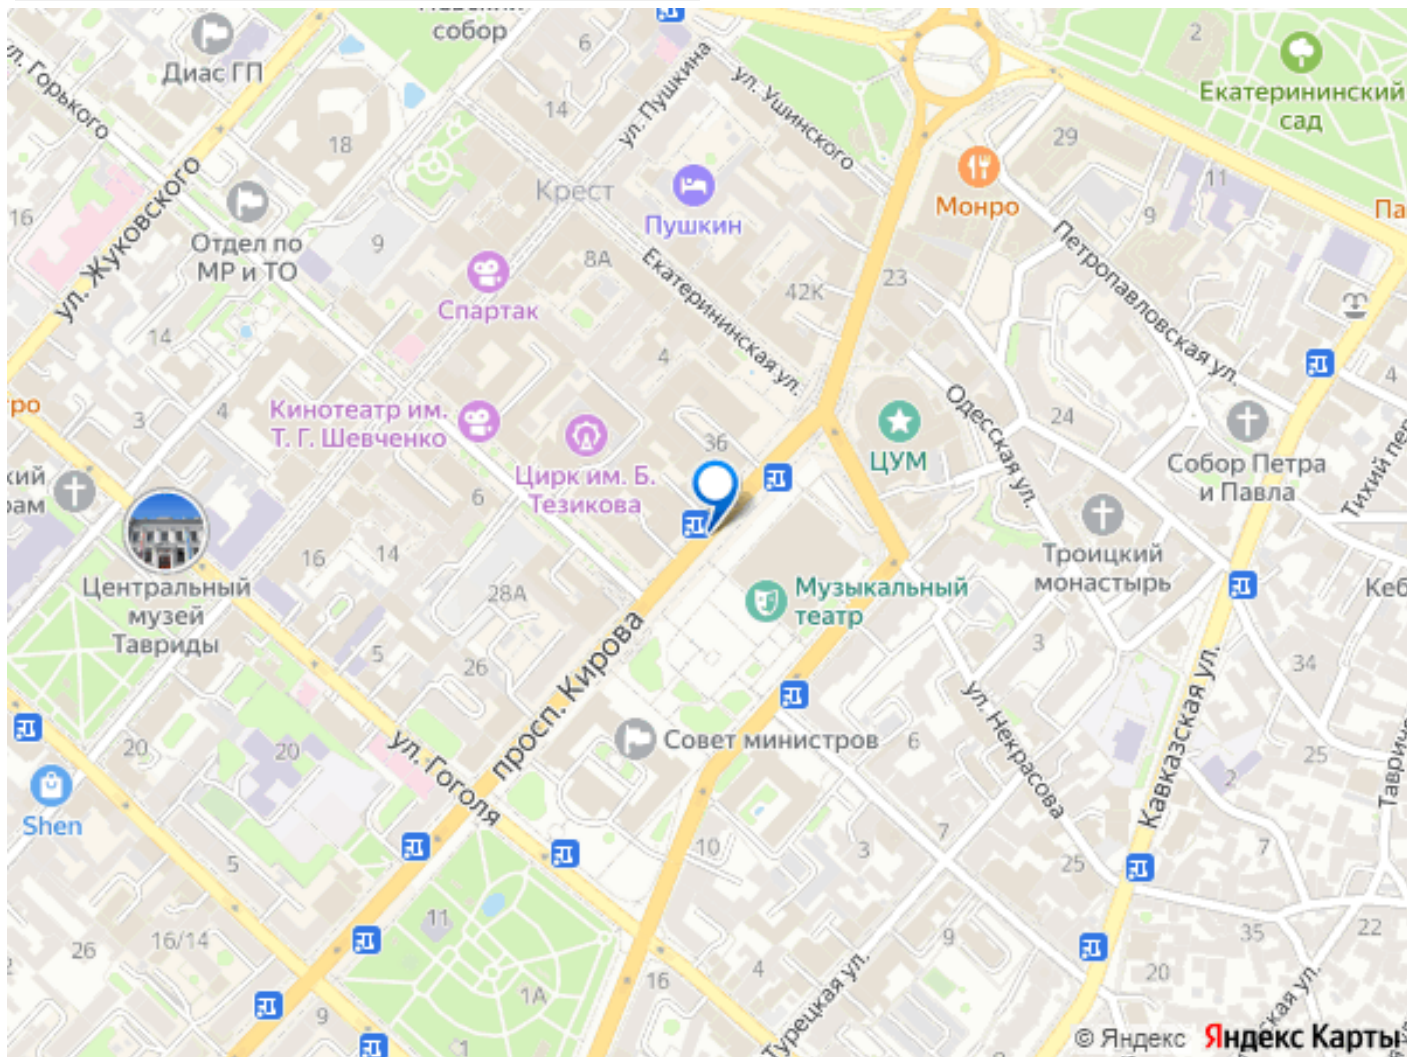 собор
Диас ГП
ул. Горького
6
ул. Пушкина
ул. Ушинского
2
Екатерининский
сад
14
18
29
Монро
11
9
Крест
Пушкин
16
ул. Жуковского
Отдел по
МР и ТО
9
Спартак
8А
Екатерининская ул.
42К
23
Петропавловская ул.
14
4
4
3
4
Кинотеатр им.
Т. Г. Шевченко
Цирк им. Б.
Тезикова
36
ЦУМ
Одесская ул.
24
Собор Петра
и Павла
Тихий пер
6
16
14
28А
Троицкий
монастырь
Центральный
музей
Тавриды
Музыкальный
театр
5
26
просп. Кирова
3
34
Кавказская ул.
ул. Некрасова
Совет министров
6
20
20
ул. Гоголя
25
2
Shen
5
10
3
7
25
7
11
16/14
26
9
35
22
1А
16
4
20
9
1
Турецкая ул.
© Яндекс Яндекс Карты